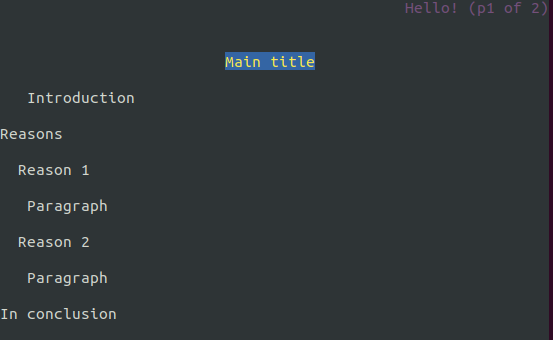 Hello! (p1 of 2)
Main title
Introduction
Reasons
Reason 1
Paragraph
Reason 2
Paragraph
In conclusion